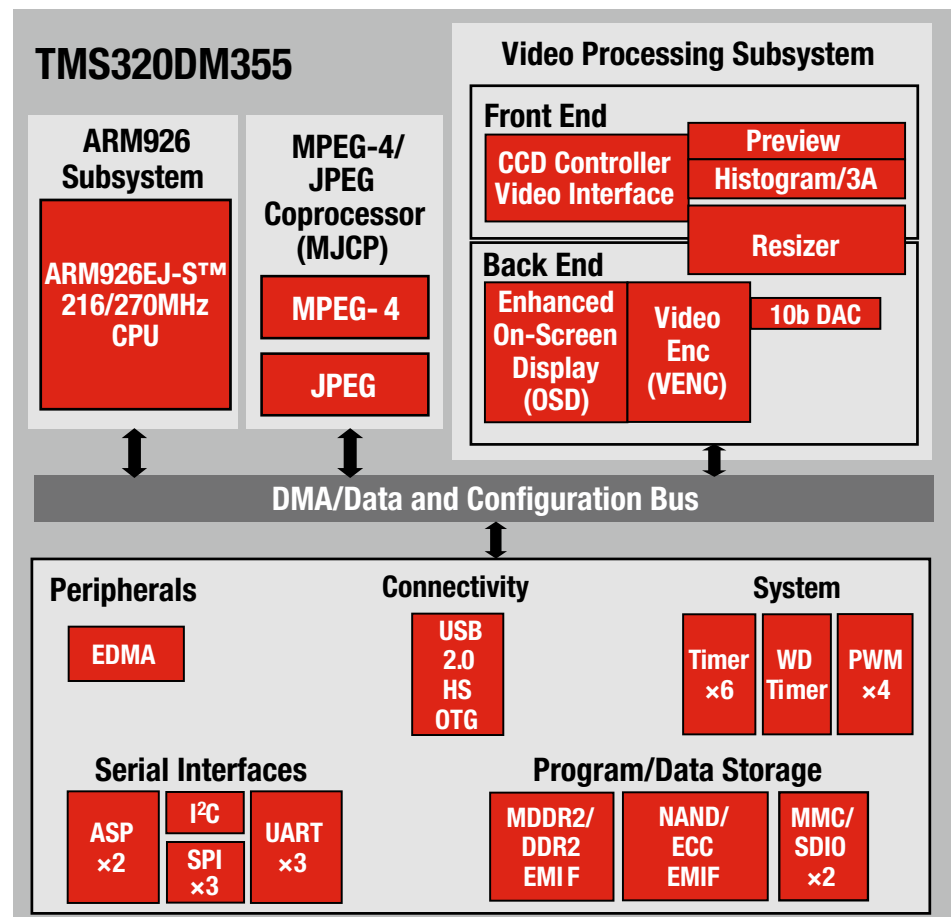 TMS320DM355
ARM926
Subsystem
ARM926EJ-S™
216/270MHz
CPU
MPEG-4/
JPEG
Coprocessor
(MJCP)
MPEG- 4
JPEG
Video Processing Subsystem
Front End
CCD Controller
Video Interface
Preview
Histogram/3A
Resizer
Back End
Enhanced
On-Screen
Display
(OSD)
Video
Enc
(VENC)
10b DAC
DMA/Data and Configuration Bus
Peripherals
EDMA
Connectivity
USB
2.0
HS
OTG
System
Timer
×6
WD
Timer
PWM
×4
Serial Interfaces
ASP
×2
I²C
SPI
×3
UART
×3
Program/Data Storage
MDDR2/
DDR2
EMIF
NAND/
ECC
EMIF
MMC/
SDIO
×2